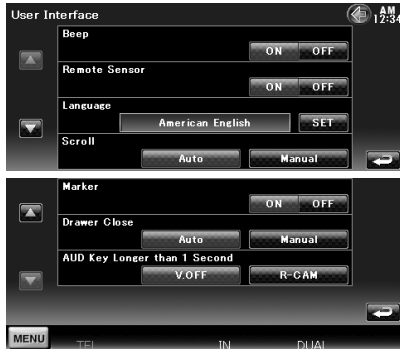 User Interface AM 12:34
Beep
ON OFF
Remote Sensor
ON OFF
Language
American English SET
Scroll
Auto Manual
Marker
ON OFF
Drawer Close
Auto Manual
AUD Key Longer than 1 Second
V.OFF R-CAM
MENU TEL IN DUAL